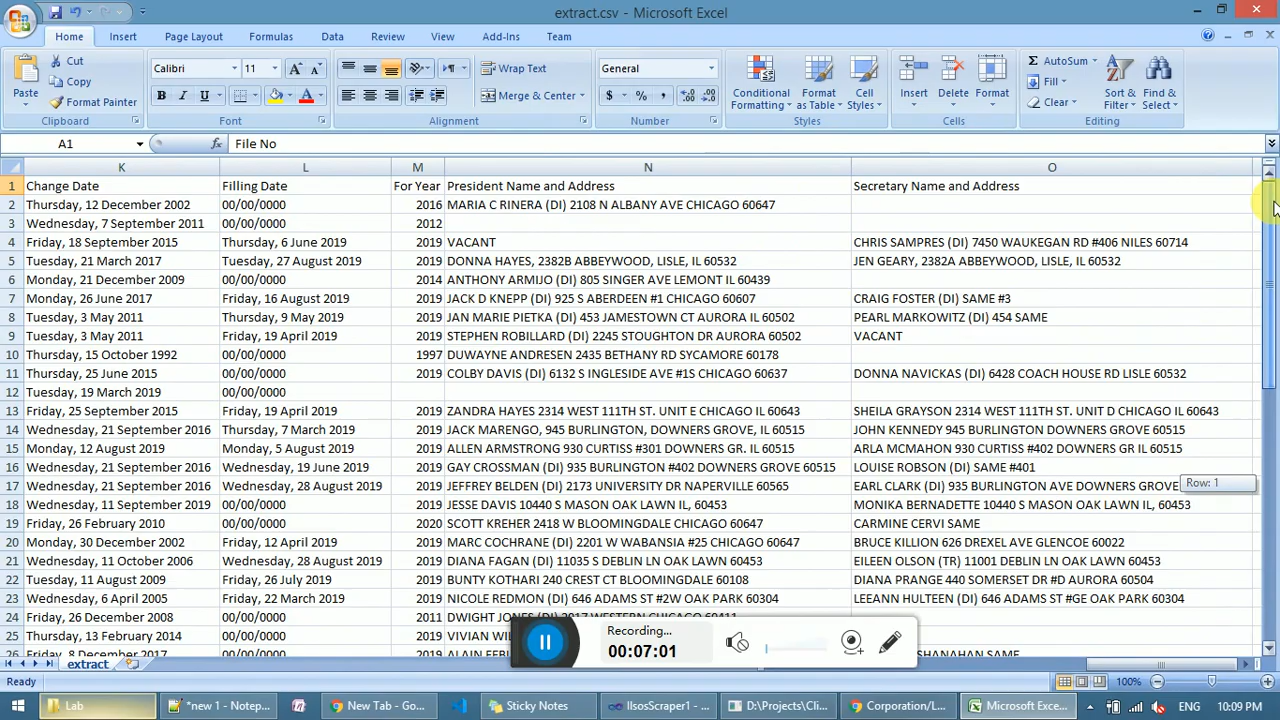 extract.csv - Microsoft Excel
Home Insert Page Layout Formulas Data Review View Add-Ins Team
Paste Cut Copy Format Painter Clipboard
Calibri 11 B I U A Font
Wrap Text Merge & Center Alignment
General $ % , Number
Conditional Formatting Format as Table Cell Styles Styles
Insert Delete Format Cells
Σ AutoSum Fill Clear Sort & Filter Find & Select Editing
A1 fx File No
K L M N O
1 Change Date Filling Date For Year President Name and Address Secretary Name and Address
2 Thursday, 12 December 2002 00/00/0000 2016 MARIA C RINERA (DI) 2108 N ALBANY AVE CHICAGO 60647
3 Wednesday, 7 September 2011 00/00/0000 2012
4 Friday, 18 September 2015 Thursday, 6 June 2019 2019 VACANT CHRIS SAMPRES (DI) 7450 WAUKEGAN RD #406 NILES 60714
5 Tuesday, 21 March 2017 Tuesday, 27 August 2019 2019 DONNA HAYES, 2382B ABBEYWOOD, LISLE, IL 60532 JEN GEARY, 2382A ABBEYWOOD, LISLE, IL 60532
6 Monday, 21 December 2009 00/00/0000 2014 ANTHONY ARMIJO (DI) 805 SINGER AVE LEMONT IL 60439
7 Monday, 26 June 2017 Friday, 16 August 2019 2019 JACK D KNEPP (DI) 925 S ABERDEEN #1 CHICAGO 60607 CRAIG FOSTER (DI) SAME #3
8 Tuesday, 3 May 2011 Thursday, 9 May 2019 2019 JAN MARIE PIETKA (DI) 453 JAMESTOWN CT AURORA IL 60502 PEARL MARKOWITZ (DI) 454 SAME
9 Tuesday, 3 May 2011 Friday, 19 April 2019 2019 STEPHEN ROBILLARD (DI) 2245 STOUGHTON DR AURORA 60502 VACANT
10 Thursday, 15 October 1992 00/00/0000 1997 DUWAYNE ANDRESEN 2435 BETHANY RD SYCAMORE 60178
11 Thursday, 25 June 2015 00/00/0000 2019 COLBY DAVIS (DI) 6132 S INGLESIDE AVE #1S CHICAGO 60637 DONNA NAVICKAS (DI) 6428 COACH HOUSE RD LISLE 60532
12 Tuesday, 19 March 2019 00/00/0000
13 Friday, 25 September 2015 Friday, 19 April 2019 2019 ZANDRA HAYES 2314 WEST 111TH ST. UNIT E CHICAGO IL 60643 SHEILA GRAYSON 2314 WEST 111TH ST. UNIT D CHICAGO IL 60643
14 Wednesday, 21 September 2016 Thursday, 7 March 2019 2019 JACK MARENGO, 945 BURLINGTON, DOWNERS GROVE, IL 60515 JOHN KENNEDY 945 BURLINGTON DOWNERS GROVE IL 60515
15 Monday, 12 August 2019 Monday, 5 August 2019 2019 ALLEN ARMSTRONG 930 CURTISS #301 DOWNERS GR. IL 60515 ARLA MCMAHON 930 CURTISS #402 DOWNERS GR IL 60515
16 Wednesday, 21 September 2016 Wednesday, 19 June 2019 2019 GAY CROSSMAN (DI) 935 BURLINGTON #402 DOWNERS GROVE 60515 LOUISE ROBSON (DI) SAME #401
17 Wednesday, 21 September 2016 Wednesday, 28 August 2019 2019 JEFFREY BELDEN (DI) 2173 UNIVERSITY DR NAPERVILLE 60565 EARL CLARK (DI) 935 BURLINGTON AVE DOWNERS GROVE Row: 1
18 Wednesday, 11 September 2019 00/00/0000 2019 JESSE DAVIS 10440 S MASON OAK LAWN IL, 60453 MONIKA BERNADETTE 10440 S MASON OAK LAWN IL, 60453
19 Friday, 26 February 2010 00/00/0000 2020 SCOTT KREHER 2418 W BLOOMINGDALE CHICAGO 60647 CARMINE CERVI SAME
20 Monday, 30 December 2002 Friday, 12 April 2019 2019 MARC COCHRANE (DI) 2201 W WABANSIA #25 CHICAGO 60647 BRUCE KILLION 626 DREXEL AVE GLENCOE 60022
21 Wednesday, 11 October 2006 Wednesday, 28 August 2019 2019 DIANA FAGAN (DI) 11035 S DEBLIN LN OAK LAWN 60453 EILEEN OLSON (TR) 11001 DEBLIN LN OAK LAWN 60453
22 Tuesday, 11 August 2009 Friday, 26 July 2019 2019 BUNTY KOTHARI 240 CREST CT BLOOMINGDALE 60108 DIANA PRANGE 440 SOMERSET DR #D AURORA 60504
23 Wednesday, 6 April 2005 Friday, 22 March 2019 2019 NICOLE REDMON (DI) 646 ADAMS ST #2W OAK PARK 60304 LEEANN HULTEEN (DI) 646 ADAMS ST #GE OAK PARK 60304
24 Friday, 26 December 2008 00/00/0000 2011 DWIGHT JONES (DI) 2017 WESTERN CHICAGO 60411
25 Thursday, 13 February 2014 00/00/0000 2019 VIVIAN
Friday, 8 December 2017 00/00/0000 2019 ALAIN SHANAHAN SAME
Recording...
00:07:01
extract
Ready 100%
Lab *new 1 - Notep... New Tab - Go... Sticky Notes IlsosScraper1 - ... D:\Projects\Cli... Corporation/L... Microsoft Exce... ENG 10:09 PM